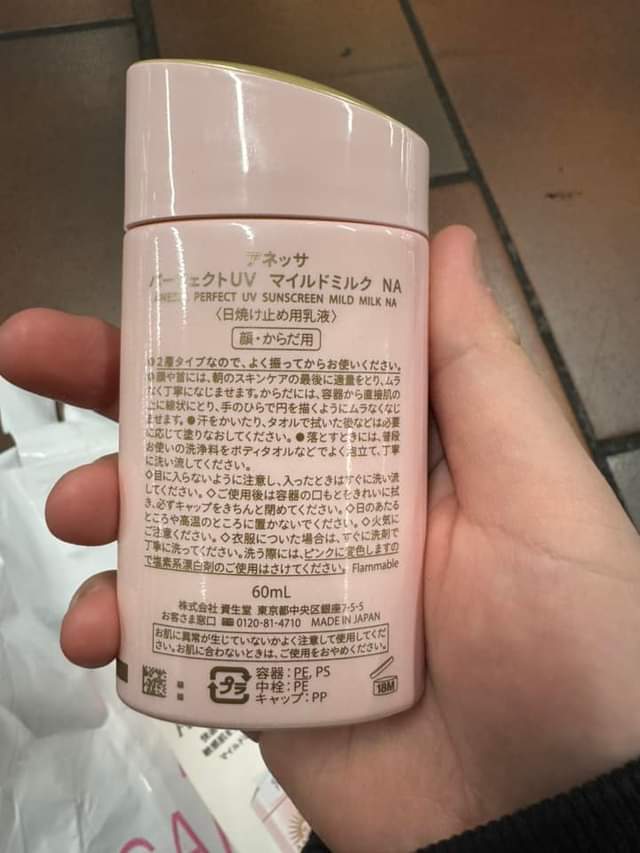 アネッサ
パーフェクトUV マイルドミルク NA
ANESSA PERFECT UV SUNSCREEN MILD MILK NA
〈日焼け止め用乳液〉
顔・からだ用
●2層タイプなので、よく振ってからお使いください。
●顔や首には、朝のスキンケアの最後に適量をとり、ムラ
なく丁寧になじませます。からだには、容器から直接肌の
上に線状にとり、手のひらで円を描くようにムラなくなじ
ませます。●汗をかいたり、タオルで拭いた後などは必要
に応じて塗りなおしてください。●落とすときには、普段
お使いの洗浄料をボディタオルなどでよく泡立て、丁寧
に洗い流してください。
◇目に入らないように注意し、入ったときはすぐに洗い流
してください。◇ご使用後は容器の口もとをきれいに拭
き、必ずキャップをきちんと閉めてください。◇日のあたる
ところや高温のところに置かないでください。◇火気に
ご注意ください。◇衣服についた場合は、すぐに洗剤で
丁寧に洗ってください。洗う際には、ピンクに変色しますの
で塩素系漂白剤のご使用はさけてください。 Flammable
60mL
株式会社 資生堂 東京都中央区銀座7-5-5
お客さま窓口 0120-81-4710 MADE IN JAPAN
お肌に異常が生じていないかよく注意して使用してくだ
さい。お肌に合わないときは、ご使用をおやめください。
プラ
容器：PE, PS
中栓：PE
キャップ：PP
18M
敏感肌
マイルド